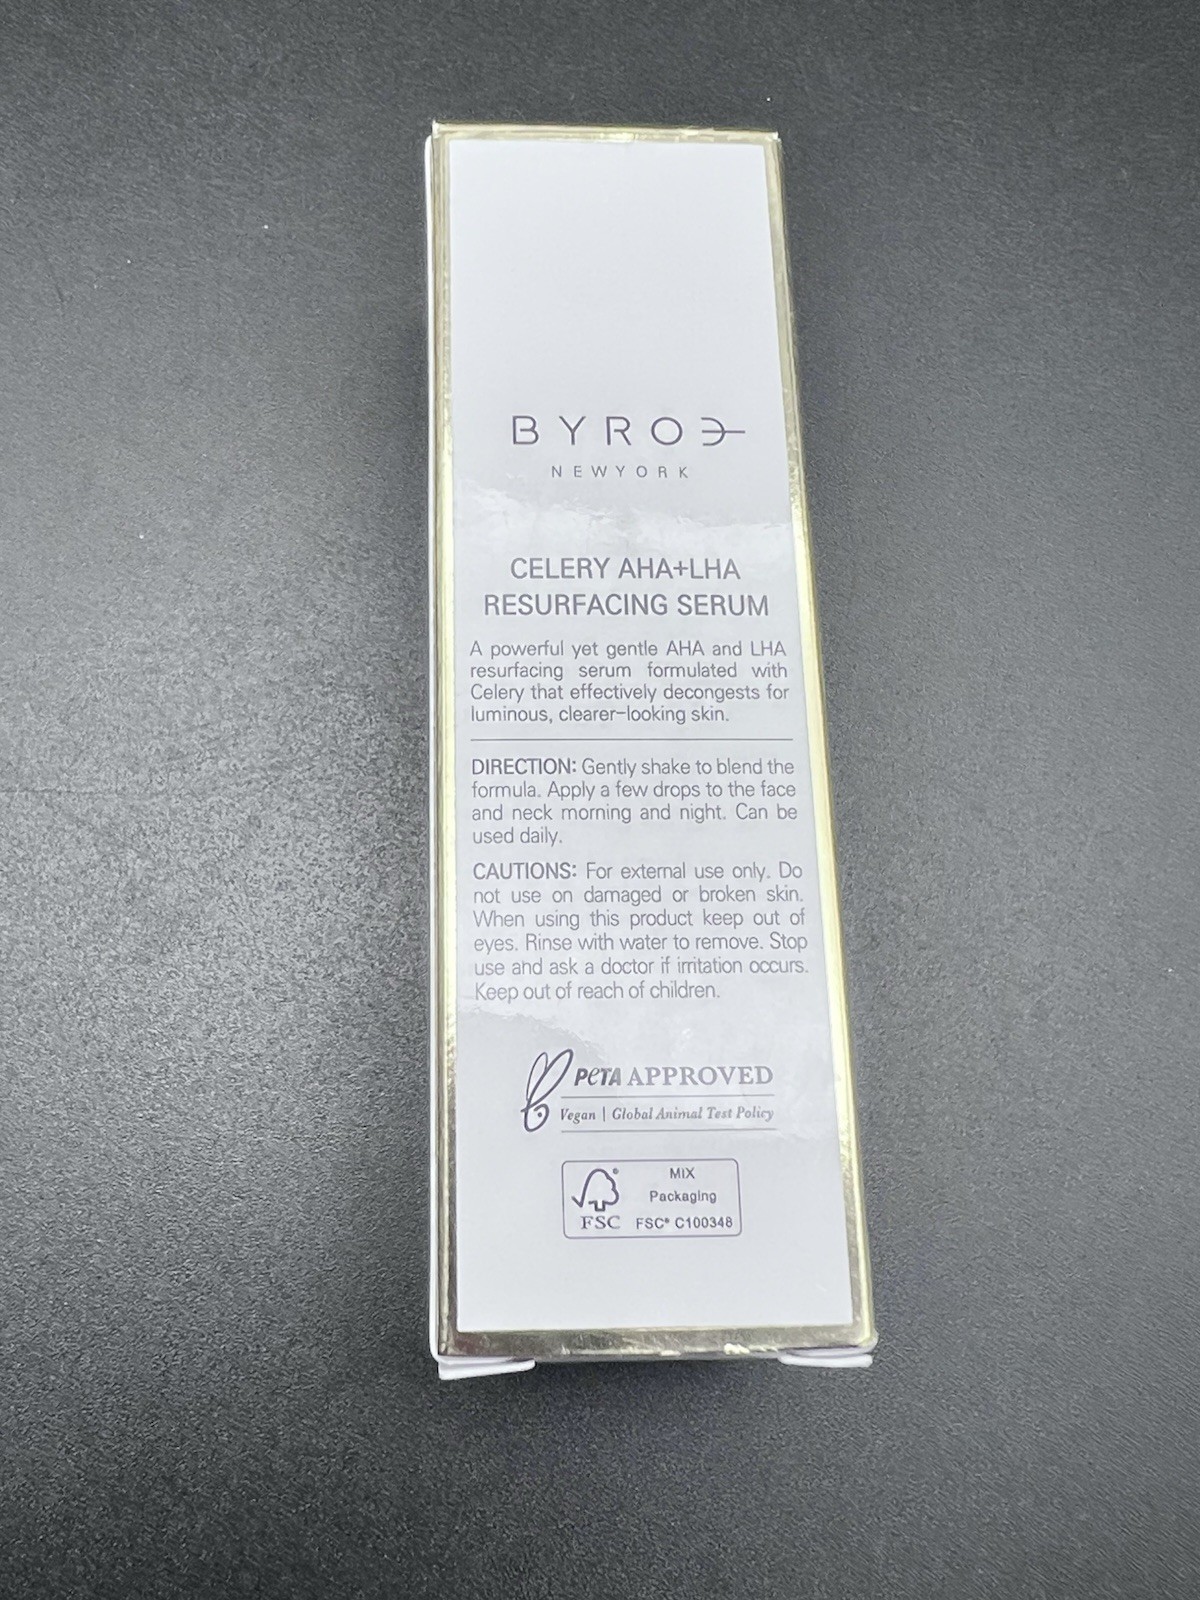 BYROE
NEWYORK
CELERY AHA+LHA
RESURFACING SERUM
A powerful yet gentle AHA and LHA
resurfacing serum formulated with
Celery that effectively decongests for
luminous, clearer-looking skin.
DIRECTION: Gently shake to blend the
formula. Apply a few drops to the face
and neck morning and night. Can be
used daily.
CAUTIONS: For external use only. Do
not use on damaged or broken skin.
When using this product keep out of
eyes. Rinse with water to remove. Stop
use and ask a doctor if irritation occurs.
Keep out of reach of children.
PETA APPROVED
Vegan | Global Animal Test Policy
MIX
Packaging
FSC
FSC® C100348